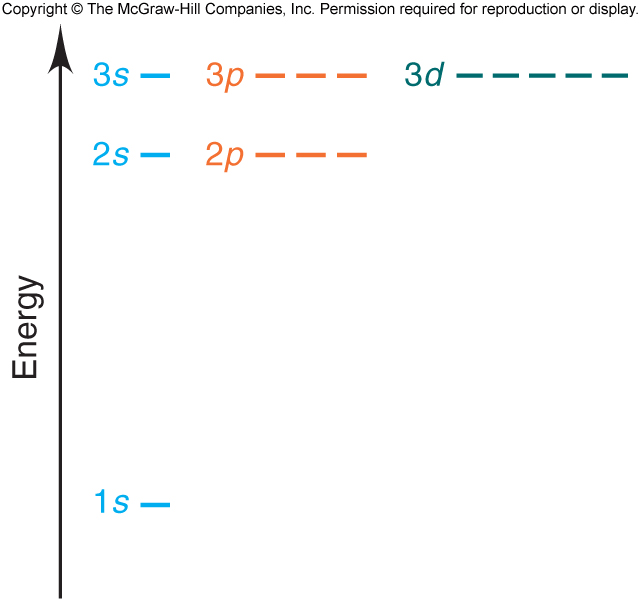 Copyright © The McGraw-Hill Companies, Inc. Permission required for reproduction or display.
3s 3p 3d
2s 2p
Energy
1s